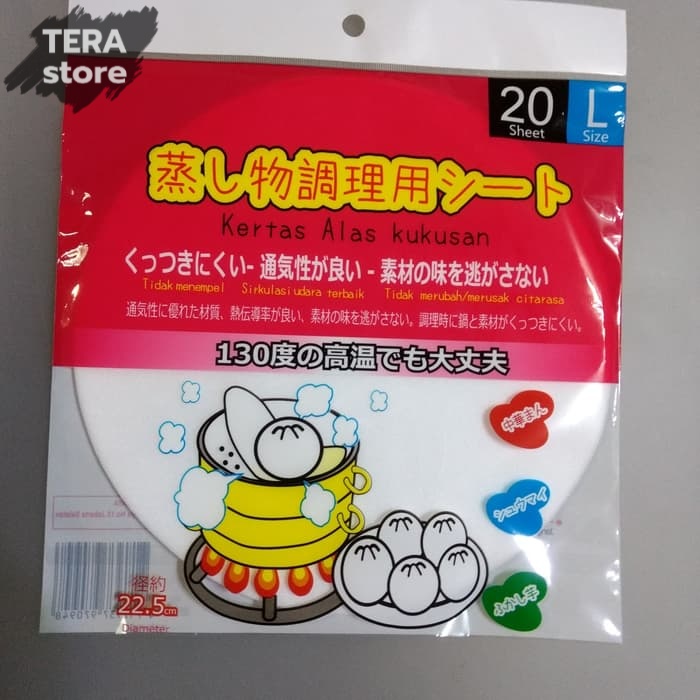 TERA
store
20
Sheet
L
Size
蒸し物調理用シート
Kertas Alas kukusan
くっつきにくい- 通気性が良い - 素材の味を逃がさない
Tidak menempel Sirkulasi udara terbaik Tidak merubah/merusak citarasa
通気性に優れた材質、熱伝導率が良い、素材の味を逃がさない。調理時に鍋と素材がくっつきにくい。
130度の高温でも大丈夫
中華まん
シュウマイ
ふかし芋
径約
22.5cm
Diameter